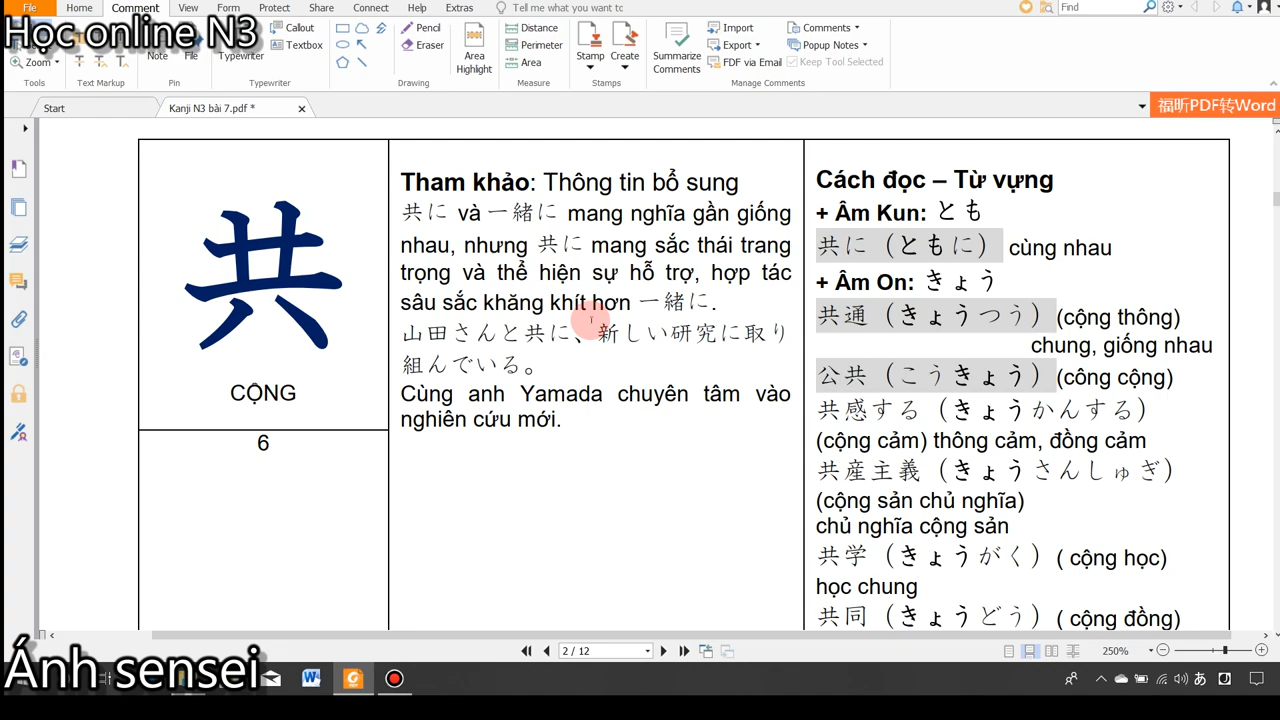 File Home Comment View Form Protect Share Connect Help Extras Tell me what you want tc Find
Học online N3
Zoom Note File Typewriter Callout Textbox Pencil Eraser Area Highlight Distance Perimeter Area Stamp Create Summarize Comments Import Export FDF via Email Comments Popup Notes Keep Tool Selected
Tools Text Markup Pin Typewriter Drawing Measure Stamps Manage Comments
Start Kanji N3 bài 7.pdf * 福昕PDF转Word
共
CỘNG
6
Tham khảo: Thông tin bổ sung
共に và 一緒に mang nghĩa gần giống
nhau, nhưng 共に mang sắc thái trang
trọng và thể hiện sự hỗ trợ, hợp tác
sâu sắc khăng khít hơn 一緒に.
山田さんと共に、新しい研究に取り
組んでいる。
Cùng anh Yamada chuyên tâm vào
nghiên cứu mới.
Cách đọc – Từ vựng
+ Âm Kun: とも
共に（ともに） cùng nhau
+ Âm On: きょう
共通（きょうつう）(cộng thông)
chung, giống nhau
公共（こうきょう）(công cộng)
共感する（きょうかんする）
(cộng cảm) thông cảm, đồng cảm
共産主義（きょうさんしゅぎ）
(cộng sản chủ nghĩa)
chủ nghĩa cộng sản
共学（きょうがく）( cộng học)
học chung
共同（きょうどう）( cộng đồng)
2 / 12 250%
Ánh sensei
あ